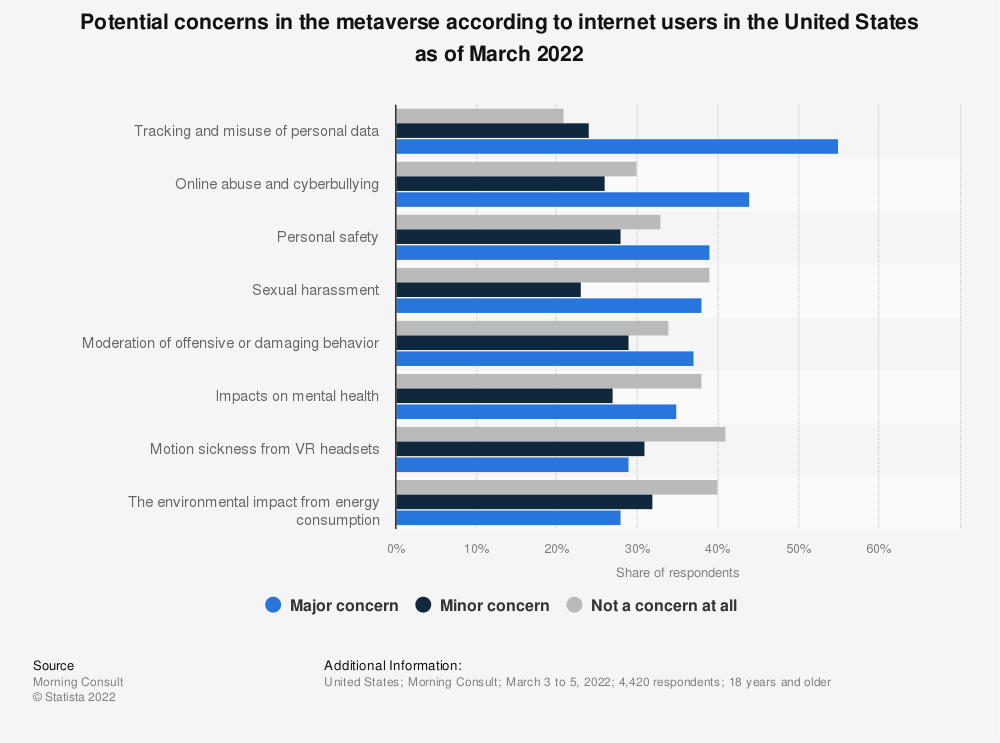 Potential concerns in the metaverse according to internet users in the United States
as of March 2022
Tracking and misuse of personal data
Online abuse and cyberbullying
Personal safety
Sexual harassment
Moderation of offensive or damaging behavior
Impacts on mental health
Motion sickness from VR headsets
The environmental impact from energy
consumption
0% 10% 20% 30% 40% 50% 60%
Share of respondents
Major concern Minor concern Not a concern at all
Source
Morning Consult
© Statista 2022
Additional Information:
United States; Morning Consult; March 3 to 5, 2022; 4,420 respondents; 18 years and older